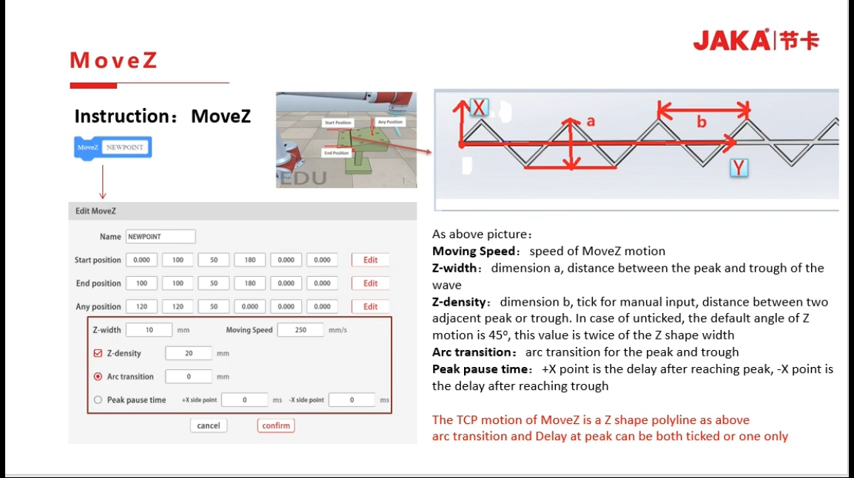 MoveZ
JAKA 节卡
Instruction： MoveZ
MoveZ NEWPOINT
Start Position
Any Position
End Position
EDU
X
a
b
Y
Edit MoveZ
Name NEWPOINT
Start position 0.000 100 50 180 0.000 0.000 Edit
End position 100 100 50 180 0.000 0.000 Edit
Any position 120 120 50 0.000 0.000 0.000 Edit
Z-width 10 mm Moving Speed 250 mm/s
Z-density 20 mm
Arc transition 0 mm
Peak pause time +X side point 0 ms -X side point 0 ms
cancel confirm
As above picture：
Moving Speed： speed of MoveZ motion
Z-width： dimension a, distance between the peak and trough of the
wave
Z-density： dimension b, tick for manual input, distance between two
adjacent peak or trough. In case of unticked, the default angle of Z
motion is 45º, this value is twice of the Z shape width
Arc transition： arc transition for the peak and trough
Peak pause time： +X point is the delay after reaching peak, -X point is
the delay after reaching trough
The TCP motion of MoveZ is a Z shape polyline as above
arc transition and Delay at peak can be both ticked or one only